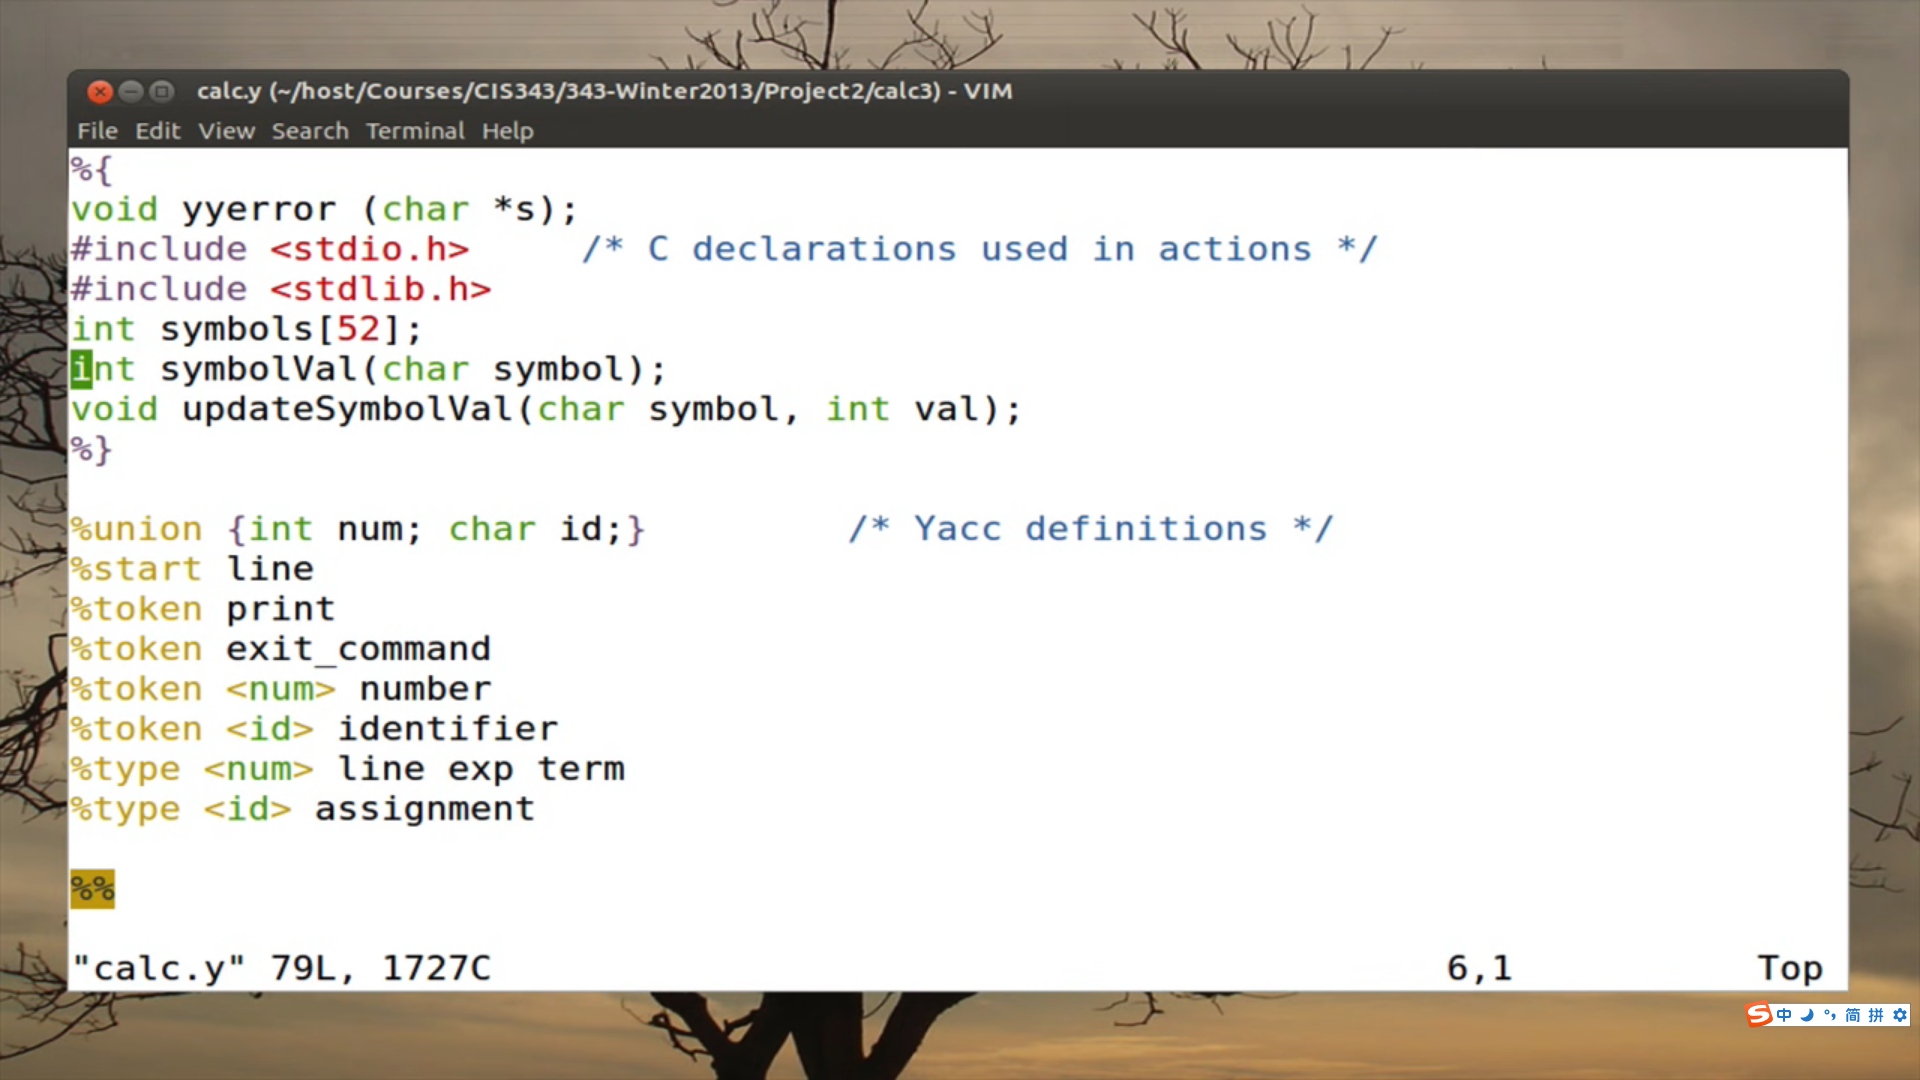 calc.y (~/host/Courses/CIS343/343-Winter2013/Project2/calc3) - VIM
File Edit View Search Terminal Help
%{
void yyerror (char *s);
#include <stdio.h>     /* C declarations used in actions */
#include <stdlib.h>
int symbols[52];
int symbolVal(char symbol);
void updateSymbolVal(char symbol, int val);
%}
%union {int num; char id;}         /* Yacc definitions */
%start line
%token print
%token exit_command
%token <num> number
%token <id> identifier
%type <num> line exp term
%type <id> assignment
%%
"calc.y" 79L, 1727C 6,1 Top
S中 °, 简 拼